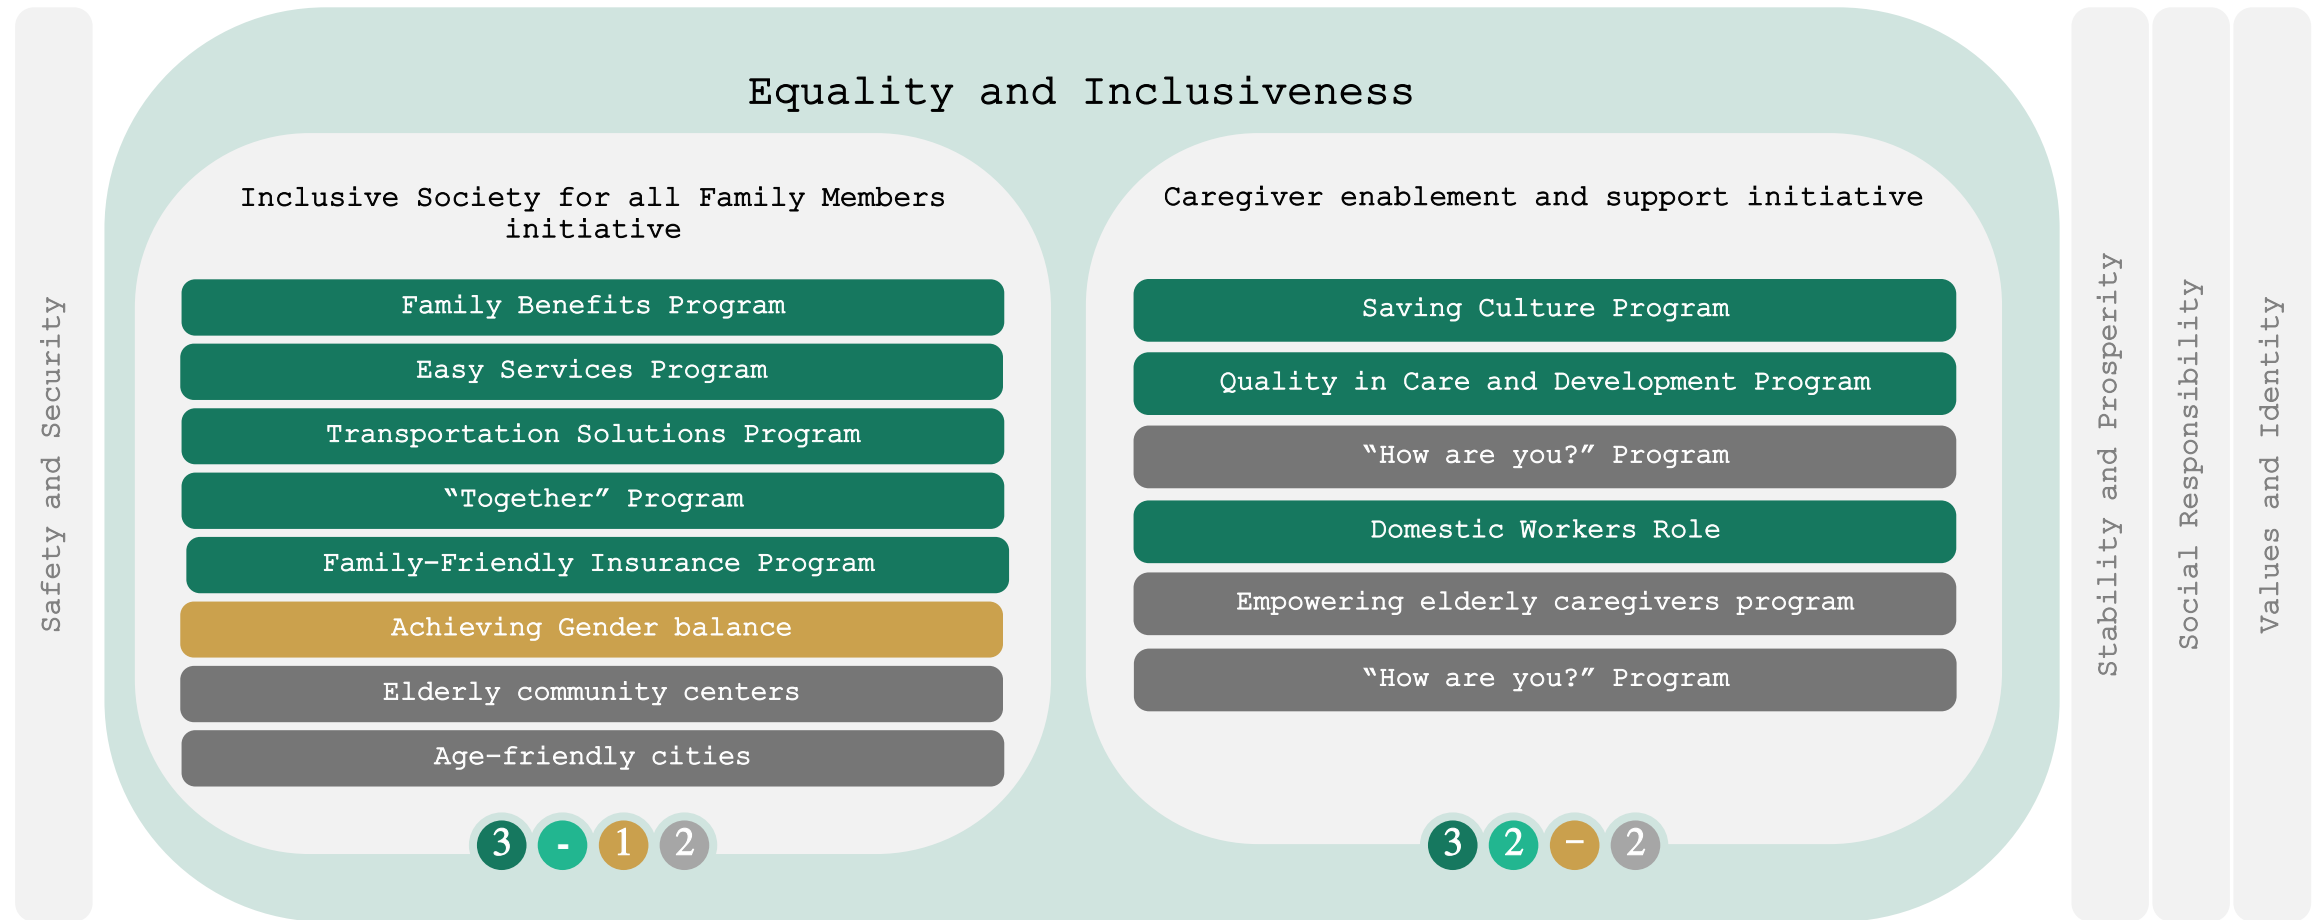 Safety and Security
Equality and Inclusiveness
Inclusive Society for all Family Members
initiative
Family Benefits Program
Easy Services Program
Transportation Solutions Program
“Together” Program
Family-Friendly Insurance Program
Achieving Gender balance
Elderly community centers
Age-friendly cities
3 - 1 2
Caregiver enablement and support initiative
Saving Culture Program
Quality in Care and Development Program
“How are you?” Program
Domestic Workers Role
Empowering elderly caregivers program
“How are you?” Program
3 2 - 2
Stability and Prosperity
Social Responsibility
Values and Identity